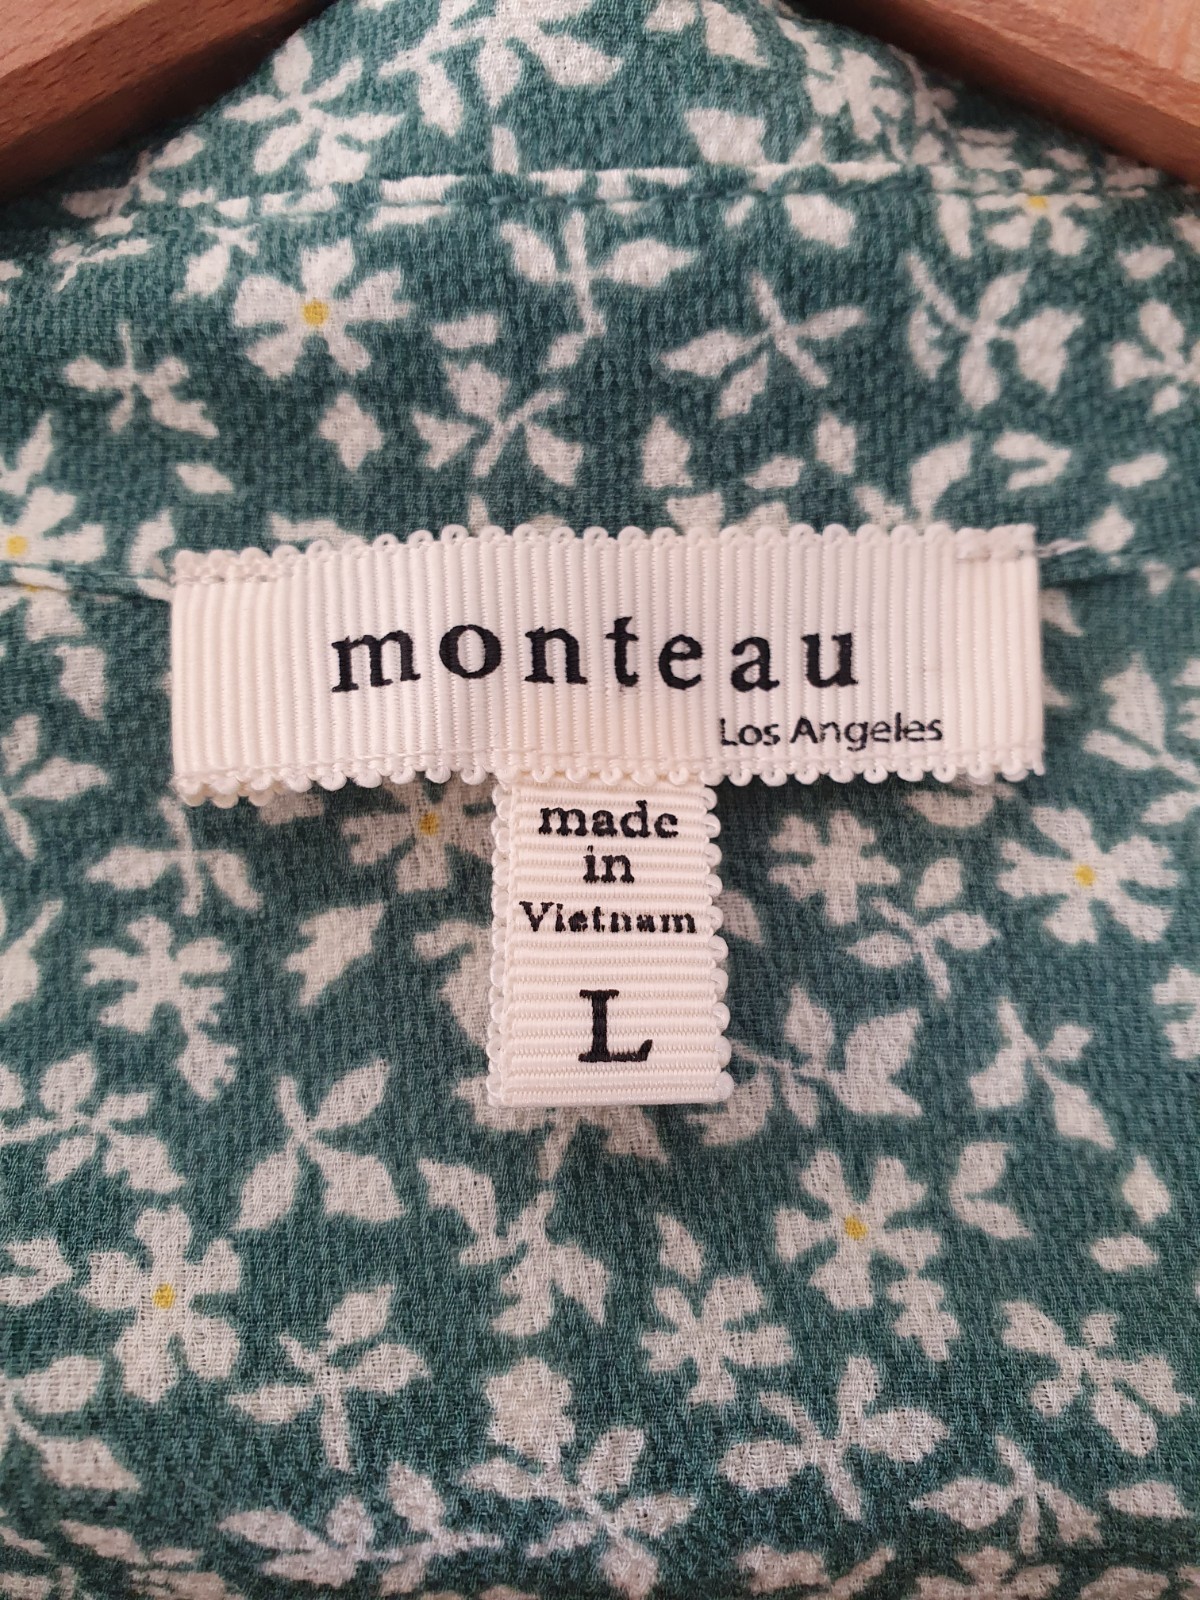 monteau
Los Angeles
made
in
Vietnam
L